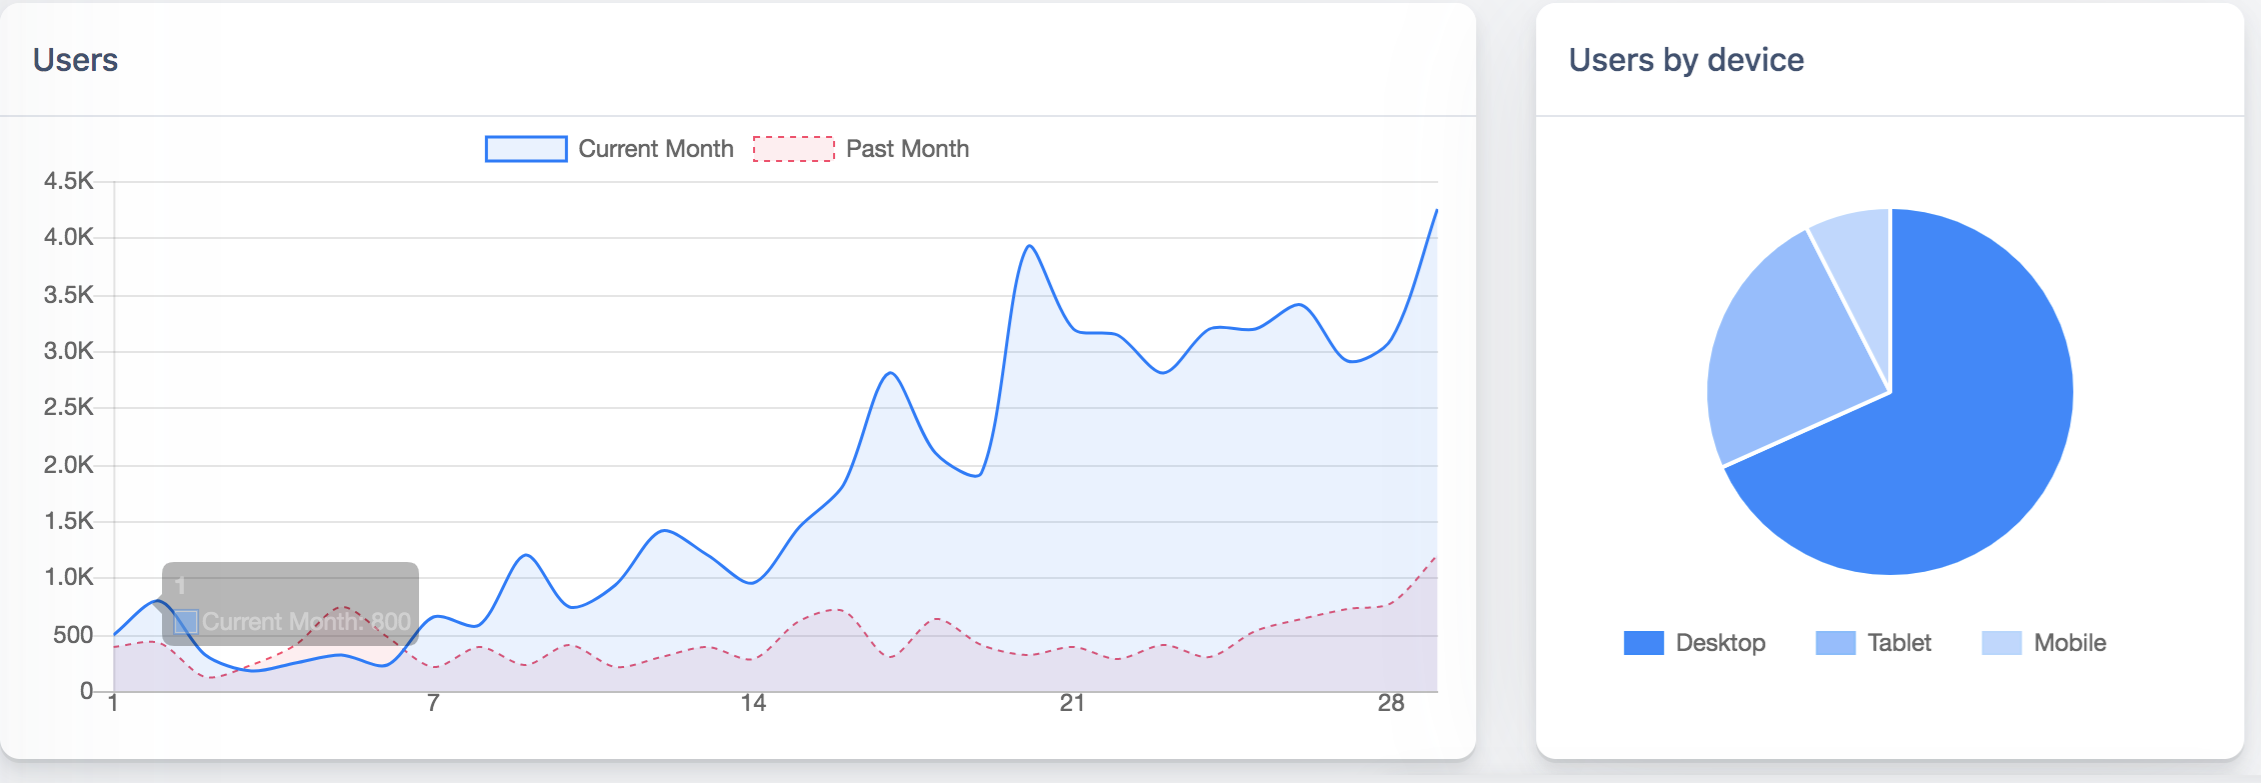 Users
Current Month Past Month
4.5K
4.0K
3.5K
3.0K
2.5K
2.0K
1.5K
1.0K
500
0
1
Current Month: 800
1 7 14 21 28
Users by device
Desktop Tablet Mobile